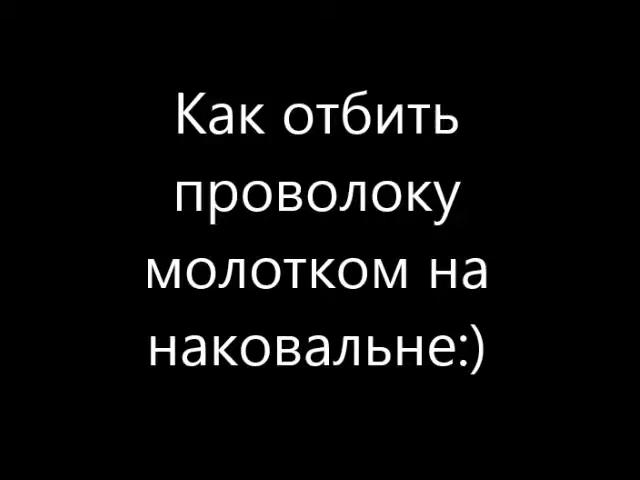 Как отбить
проволоку
молотком на
наковальне:)